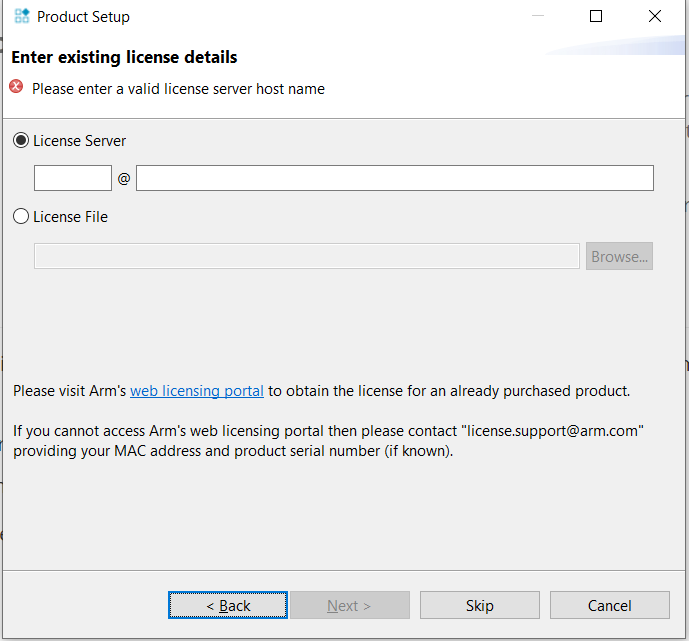 Product Setup
Enter existing license details
Please enter a valid license server host name
License Server
@
License File
Browse...
Please visit Arm's web licensing portal to obtain the license for an already purchased product.
If you cannot access Arm's web licensing portal then please contact "license.support@arm.com"
providing your MAC address and product serial number (if known).
< Back Next > Skip Cancel